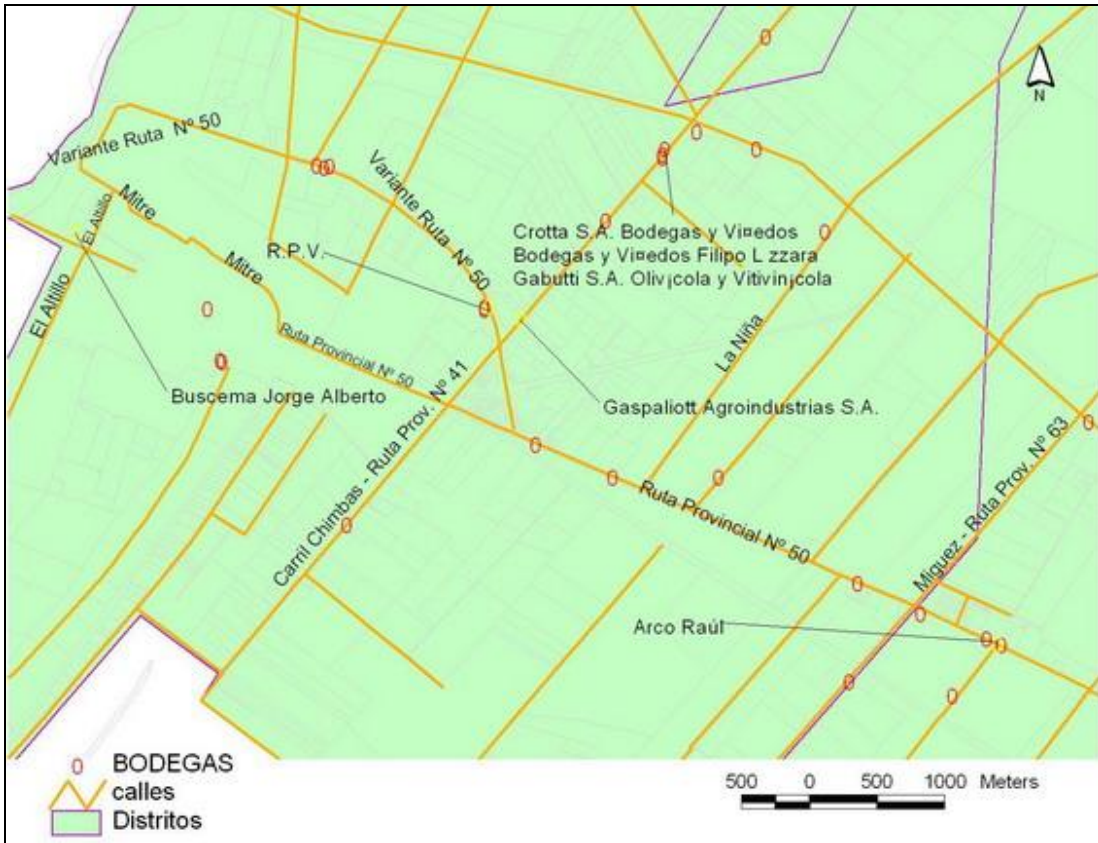 N
Variante Ruta Nº 50
Variante Ruta Nº 50
Mitre
El Altillo
Mitre
R.P.V.
Crotta S.A. Bodegas y Vi¤edos
Bodegas y Vi¤edos Filipo L zzara
Gabutti S.A. Oliv¡cola y Vitivin¡cola
El Altillo
Ruta Provincial Nº 50
La Niña
Buscema Jorge Alberto
Gaspaliott Agroindustrias S.A.
Carril Chimbas - Ruta Prov. Nº 41
Ruta Provincial Nº 50
Miguez - Ruta Prov. Nº 63
Arco Raúl
BODEGAS
calles
Distritos
500 0 500 1000 Meters